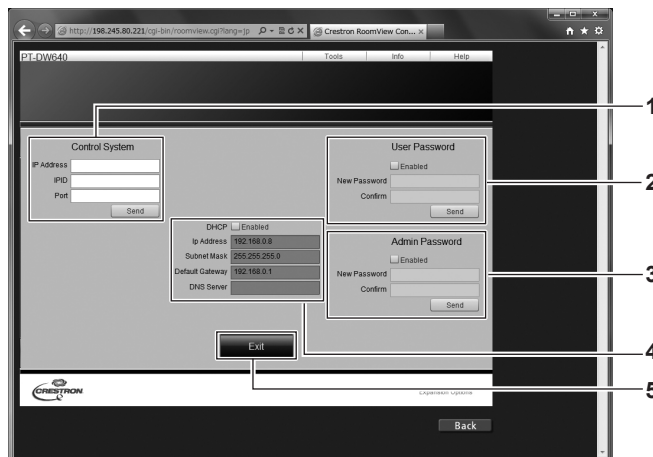 http://198.245.80.221/cgi-bin/roomview.cgi?lang=jp
Crestron RoomView Con...
PT-DW640
Tools Info Help
1
Control System
IP Address
IPID
Port
Send
User Password
Enabled
New Password
Confirm
Send
2
DHCP Enabled
Ip Address 192.168.0.8
Subnet Mask 255.255.255.0
Default Gateway 192.168.0.1
DNS Server
Admin Password
Enabled
New Password
Confirm
Send
3
Exit
4
CRESTRON
Expansion Options
5
Back